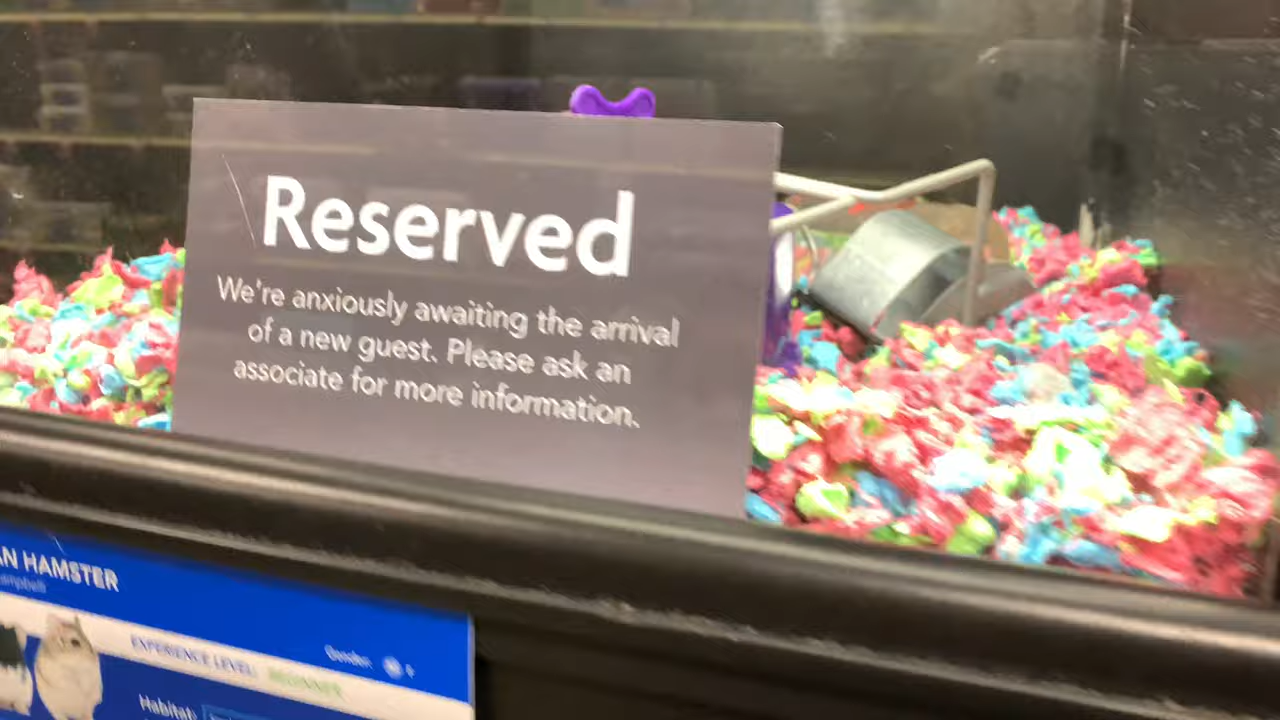 Reserved
We're anxiously awaiting the arrival
of a new guest. Please ask an
associate for more information.
AN HAMSTER
EXPERIENCE LEVEL: BEGINNER
Gender:
Habitat: